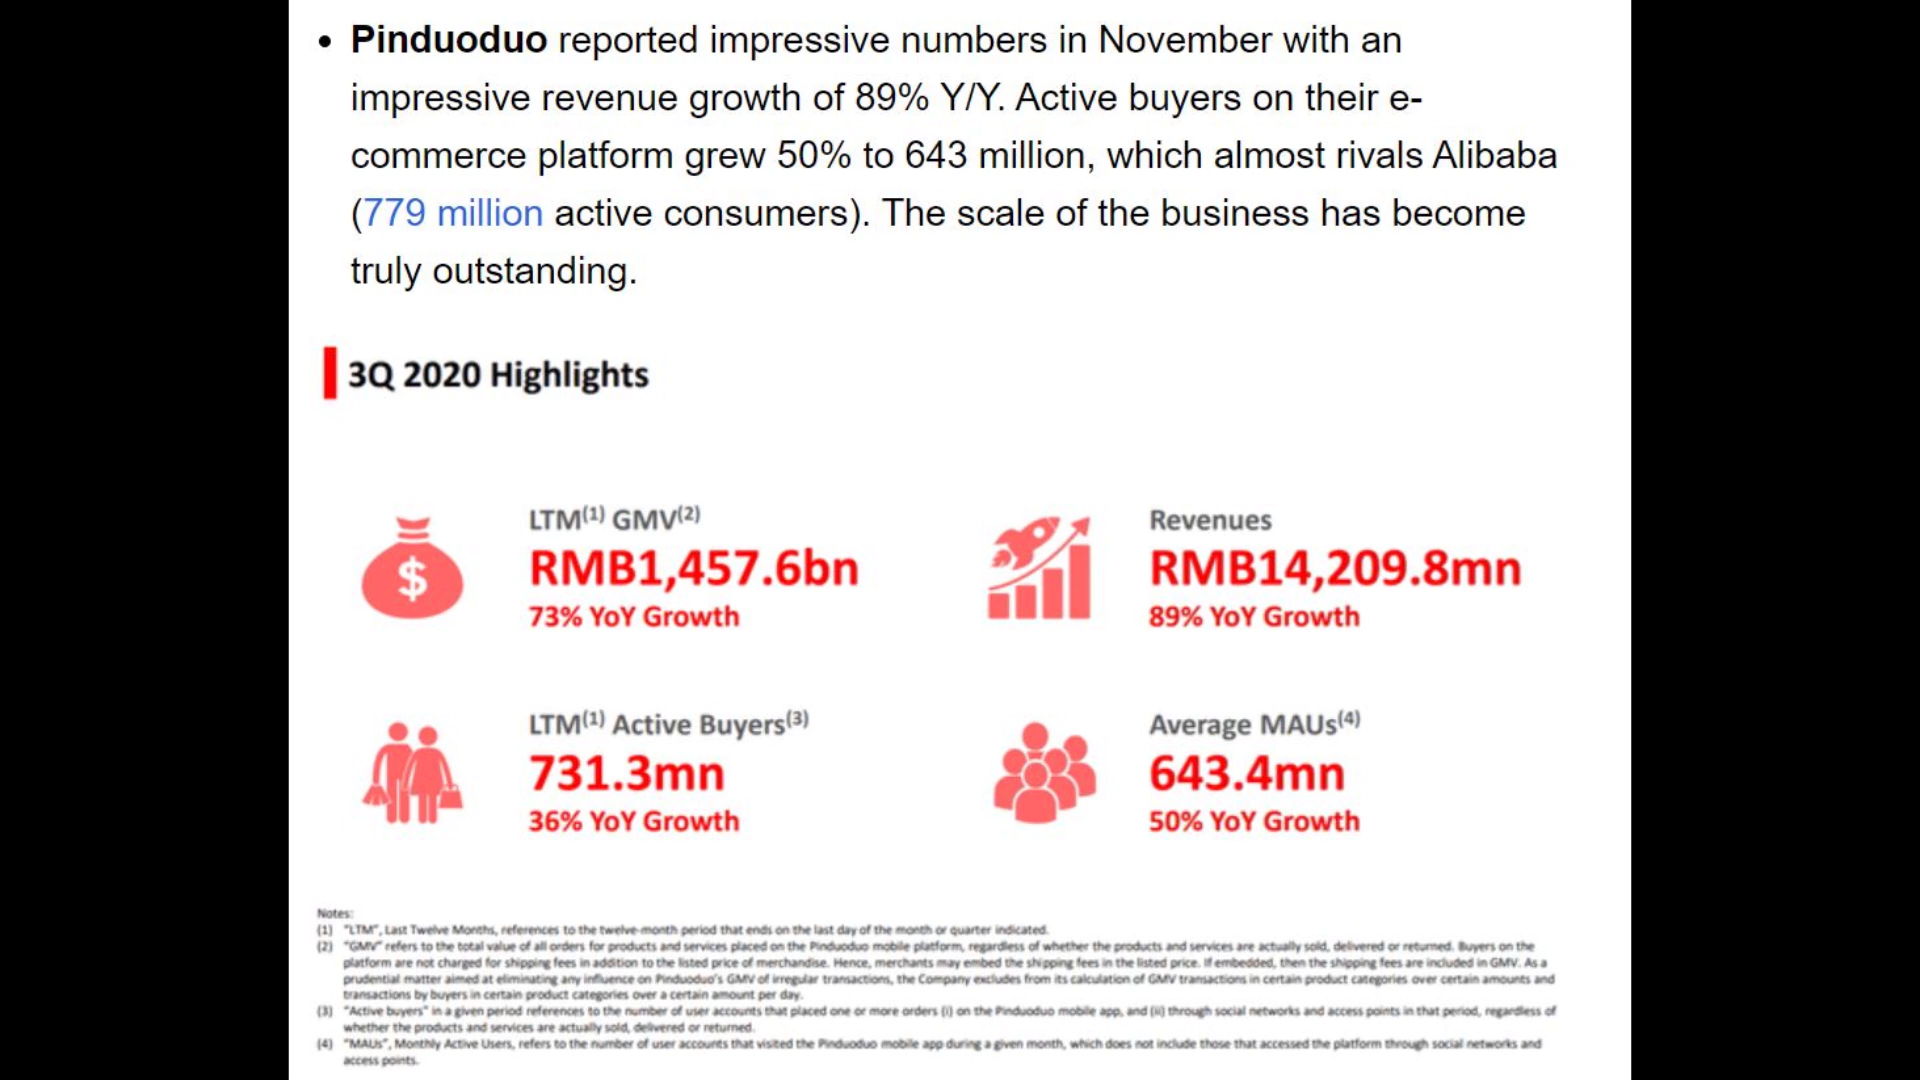 • Pinduoduo reported impressive numbers in November with an
impressive revenue growth of 89% Y/Y. Active buyers on their e-
commerce platform grew 50% to 643 million, which almost rivals Alibaba
(779 million active consumers). The scale of the business has become
truly outstanding.
3Q 2020 Highlights
$
LTM(1) GMV(2)
RMB1,457.6bn
73% YoY Growth
Revenues
RMB14,209.8mn
89% YoY Growth
LTM(1) Active Buyers(3)
731.3mn
36% YoY Growth
Average MAUs(4)
643.4mn
50% YoY Growth
Notes:
(1) "LTM", Last Twelve Months, references to the twelve-month period that ends on the last day of the month or quarter indicated.
(2) "GMV" refers to the total value of all orders for products and services placed on the Pinduoduo mobile platform, regardless of whether the products and services are actually sold, delivered or returned. Buyers on the
platform are not charged for shipping fees in addition to the listed price of merchandise. Hence, merchants may embed the shipping fees in the listed price. If embedded, then the shipping fees are included in GMV. As a
prudential matter aimed at eliminating any influence on Pinduoduo's GMV of irregular transactions, the Company excludes from its calculation of GMV transactions in certain product categories over certain amounts and
transactions by buyers in certain product categories over a certain amount per day.
(3) "Active buyers" in a given period references to the number of user accounts that placed one or more orders (i) on the Pinduoduo mobile app, and (ii) through social networks and access points in that period, regardless of
whether the products and services are actually sold, delivered or returned.
(4) "MAUs", Monthly Active Users, refers to the number of user accounts that visited the Pinduoduo mobile app during a given month, which does not include those that accessed the platform through social networks and
access points.